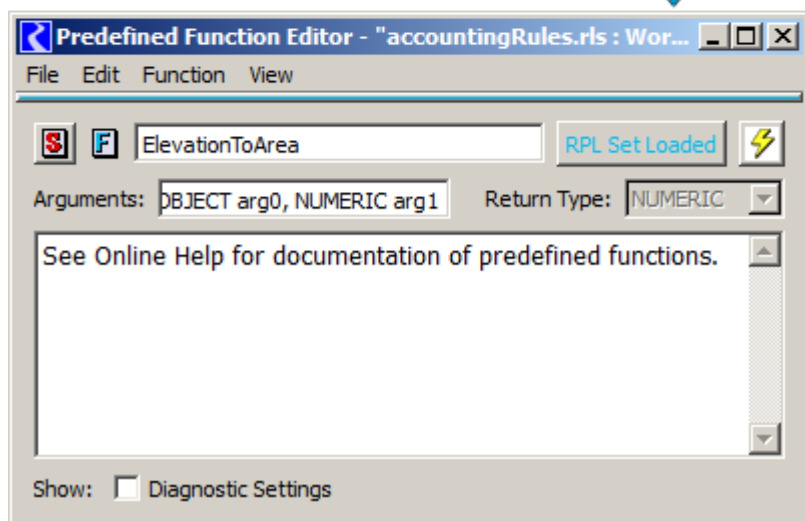 Predefined Function Editor - "accountingRules.rls : Wor...
File Edit Function View
S F ElevationToArea RPL Set Loaded
Arguments: OBJECT arg0, NUMERIC arg1 Return Type: NUMERIC
See Online Help for documentation of predefined functions.
Show: Diagnostic Settings